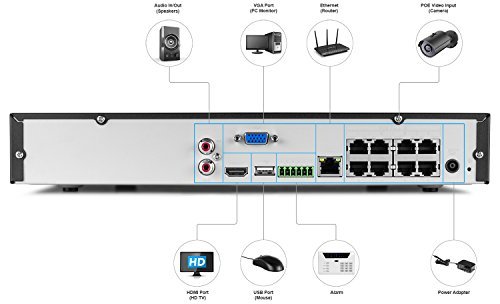 Audio In/Out
(Speakers)
VGA Port
(PC Monitor)
Ethernet
(Router)
POE Video Input
(Camera)
HD
HDMI Port
(HD TV)
USB Port
(Mouse)
Alarm
Power Adapter